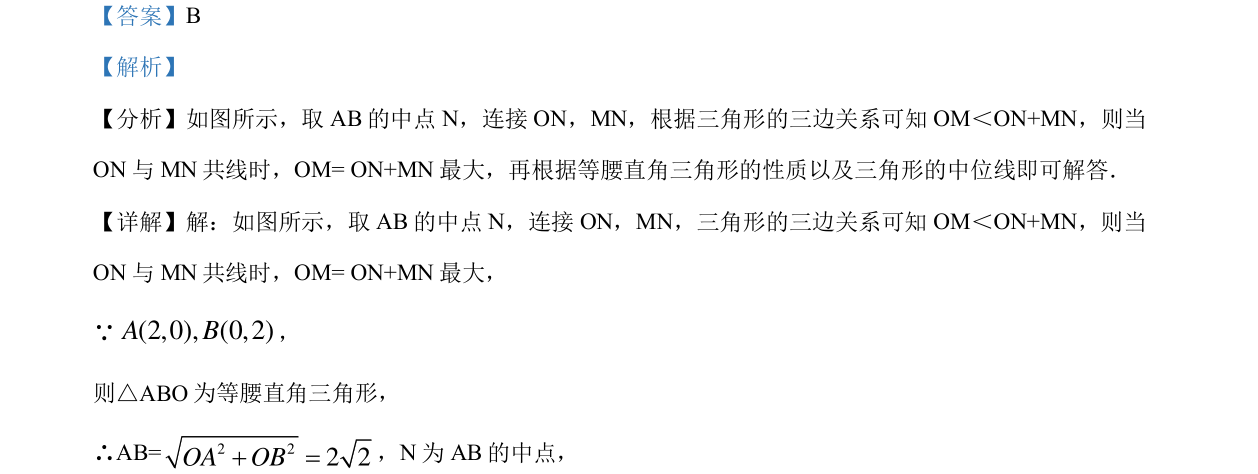 【答案】B
【解析】
【分析】如图所示，取 AB 的中点 N，连接 ON，MN，根据三角形的三边关系可知 OM＜ON+MN，则当
ON 与 MN 共线时，OM= ON+MN 最大，再根据等腰直角三角形的性质以及三角形的中位线即可解答．
【详解】解：如图所示，取 AB 的中点 N，连接 ON，MN，三角形的三边关系可知 OM＜ON+MN，则当
ON 与 MN 共线时，OM= ON+MN 最大，
∵ A(2,0), B(0,2)，
则△ABO 为等腰直角三角形，
∴AB=√(OA²+OB²) = 2√2，N 为 AB 的中点，